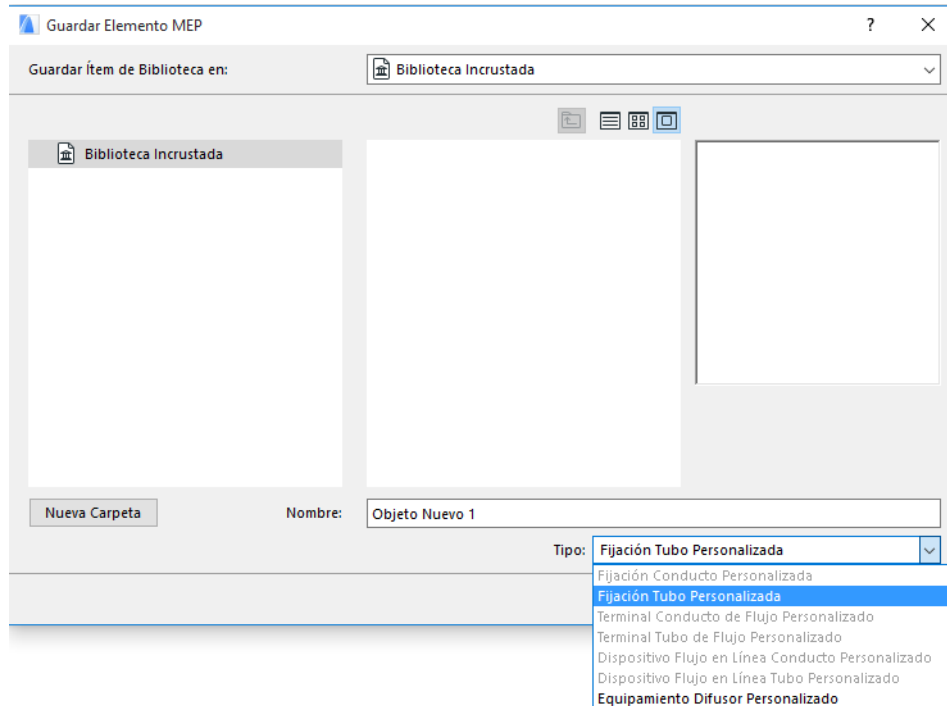 Guardar Elemento MEP
?
Guardar Ítem de Biblioteca en:
Biblioteca Incrustada
Biblioteca Incrustada
Nueva Carpeta
Nombre:
Objeto Nuevo 1
Tipo:
Fijación Tubo Personalizada
Fijación Conducto Personalizada
Fijación Tubo Personalizada
Terminal Conducto de Flujo Personalizado
Terminal Tubo de Flujo Personalizado
Dispositivo Flujo en Línea Conducto Personalizado
Dispositivo Flujo en Línea Tubo Personalizado
Equipamiento Difusor Personalizado